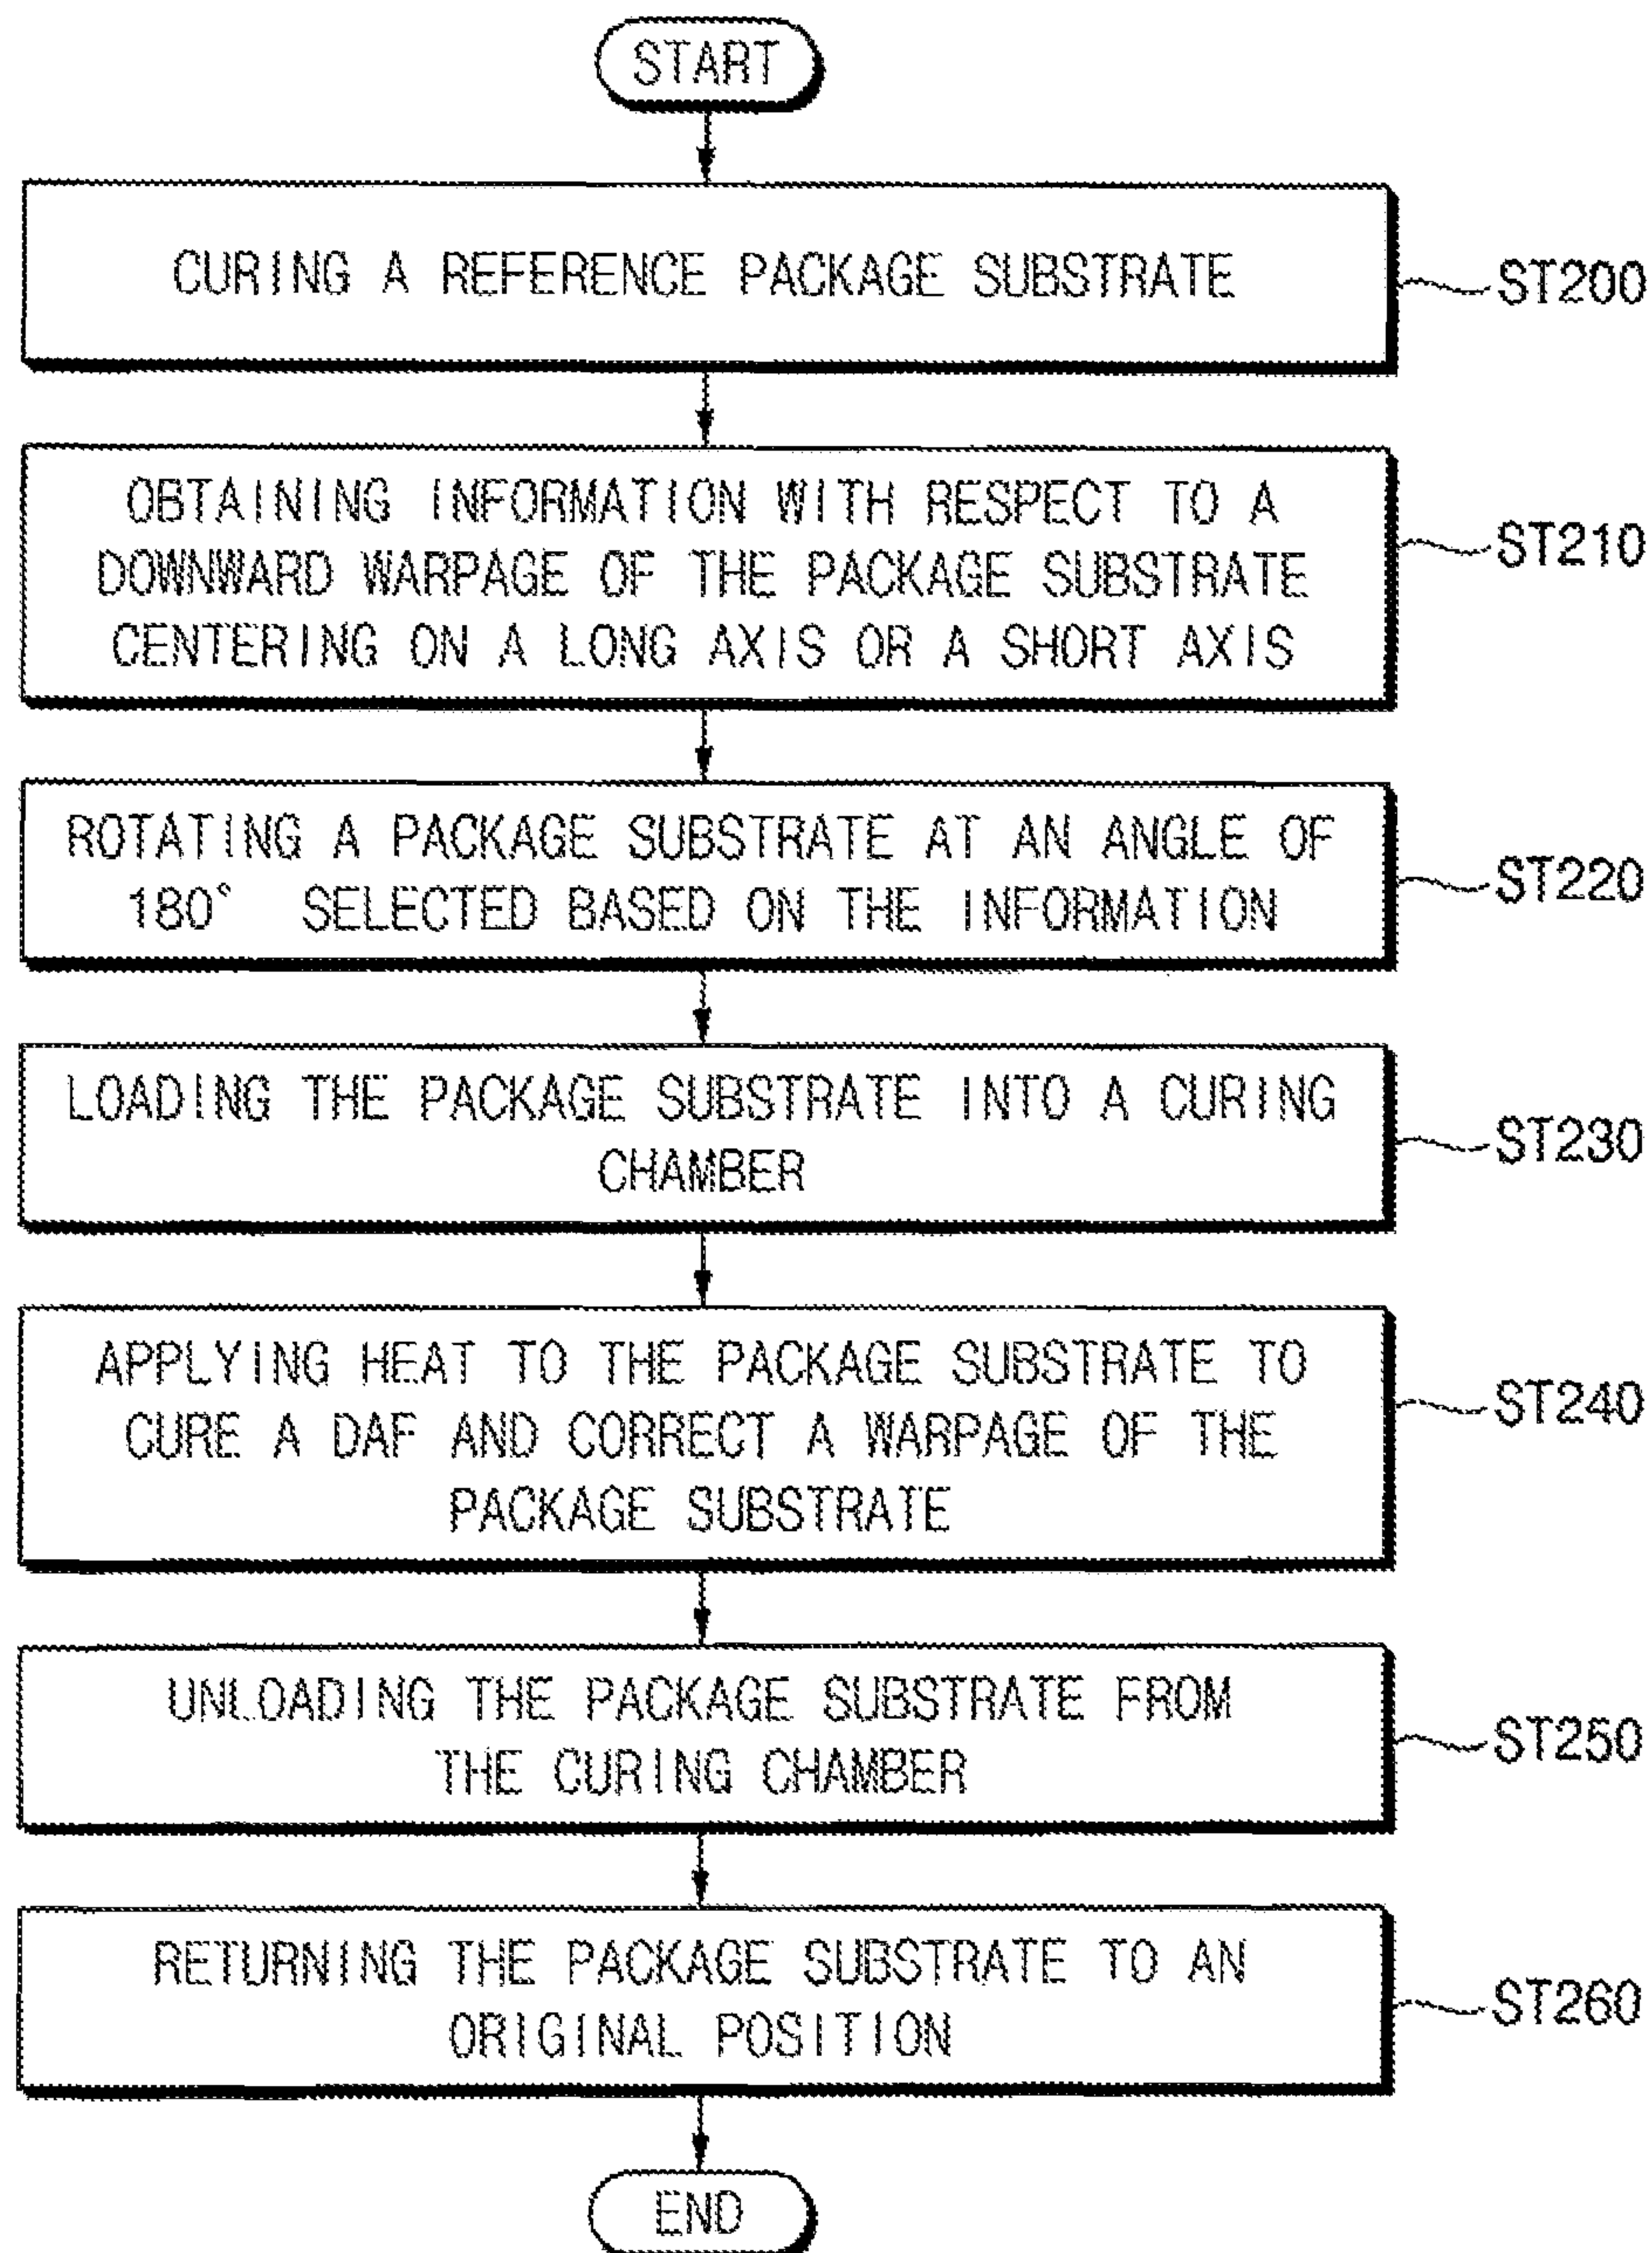 START
CURING A REFERENCE PACKAGE SUBSTRATE
ST200
OBTAINING INFORMATION WITH RESPECT TO A
DOWNWARD WARPAGE OF THE PACKAGE SUBSTRATE
CENTERING ON A LONG AXIS OR A SHORT AXIS
ST210
ROTATING A PACKAGE SUBSTRATE AT AN ANGLE OF
180° SELECTED BASED ON THE INFORMATION
ST220
LOADING THE PACKAGE SUBSTRATE INTO A CURING
CHAMBER
ST230
APPLYING HEAT TO THE PACKAGE SUBSTRATE TO
CURE A DAF AND CORRECT A WARPAGE OF THE
PACKAGE SUBSTRATE
ST240
UNLOADING THE PACKAGE SUBSTRATE FROM
THE CURING CHAMBER
ST250
RETURNING THE PACKAGE SUBSTRATE TO AN
ORIGINAL POSITION
ST260
END